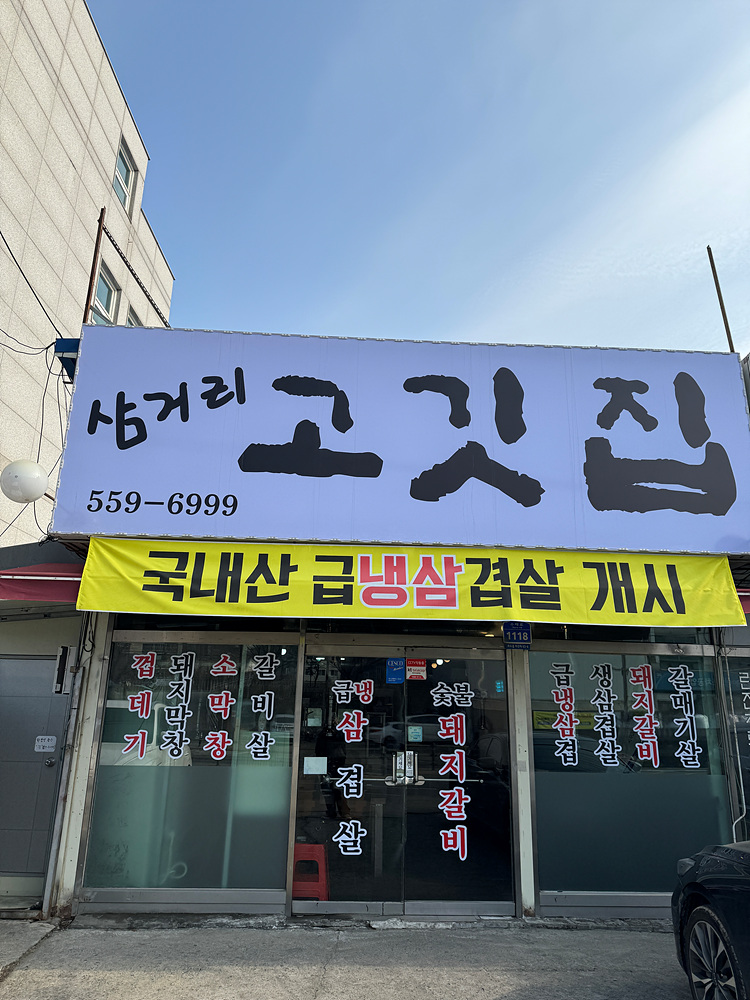 삼거리 고깃집
559-6999
국내산 급냉삼겹살 개시
1118
CESCO
껍데기
돼지막창
소막창
갈비살
급냉삼겹살
숯불돼지갈비
급냉삼겹
생삼겹살
돼지갈비
갈매기살